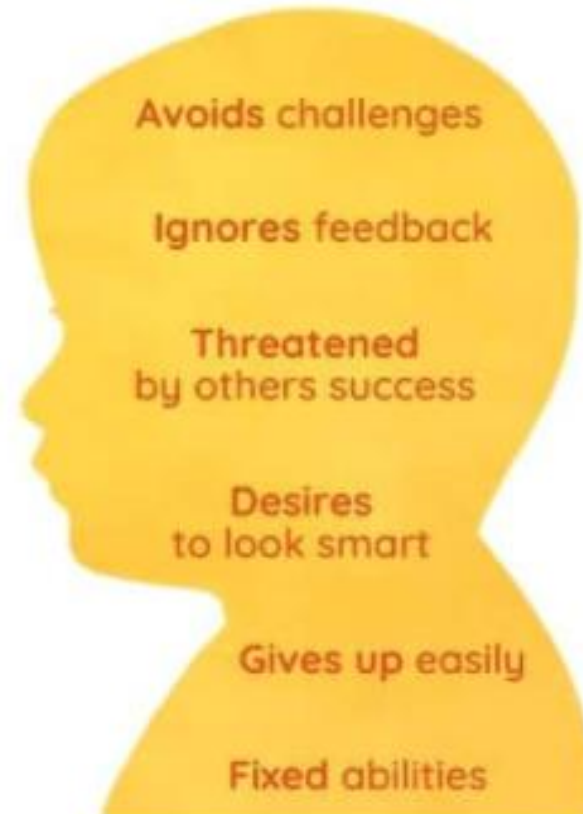 Avoids challenges
Ignores feedback
Threatened
by others success
Desires
to look smart
Gives up easily
Fixed abilities